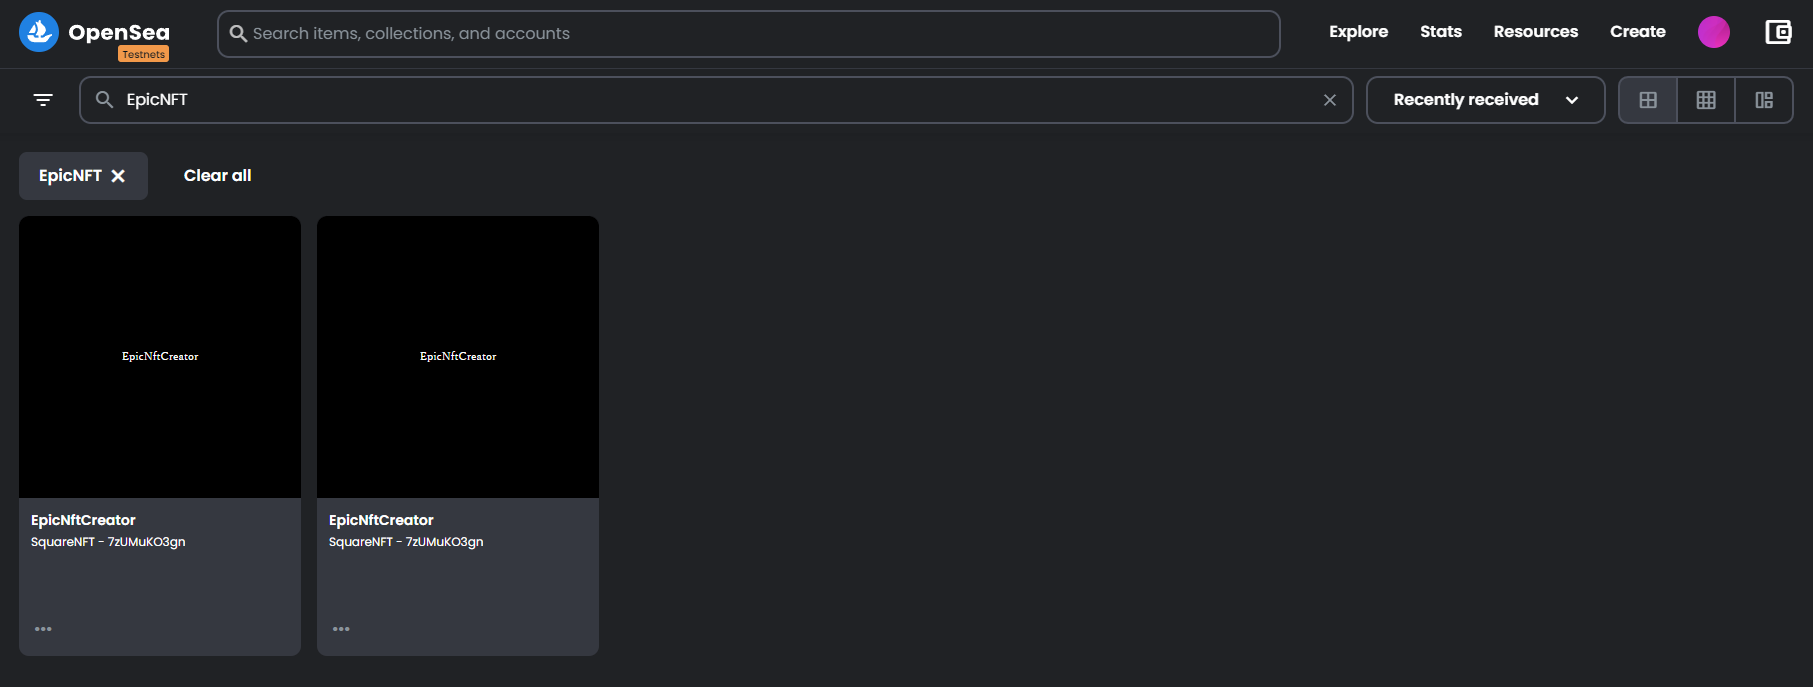 OpenSea
Testnets
Search items, collections, and accounts
Explore
Stats
Resources
Create
EpicNFT
Recently received
EpicNFT
Clear all
EpicNftCreator
EpicNftCreator
SquareNFT - 7zUMuKO3gn
EpicNftCreator
EpicNftCreator
SquareNFT - 7zUMuKO3gn